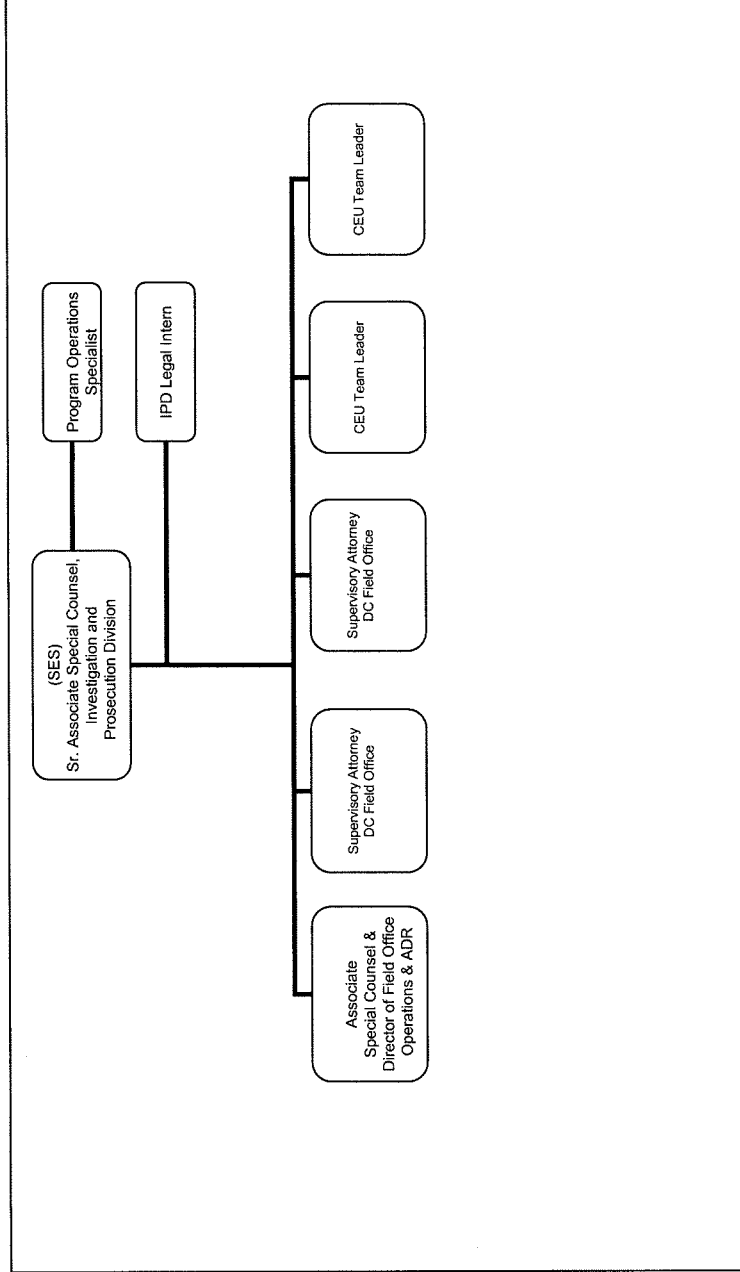 (SES)
Sr. Associate Special Counsel,
Investigation and
Prosecution Division
Program Operations
Specialist
IPD Legal Intern
Associate
Special Counsel &
Director of Field Office
Operations & ADR
Supervisory Attorney
DC Field Office
Supervisory Attorney
DC Field Office
CEU Team Leader
CEU Team Leader